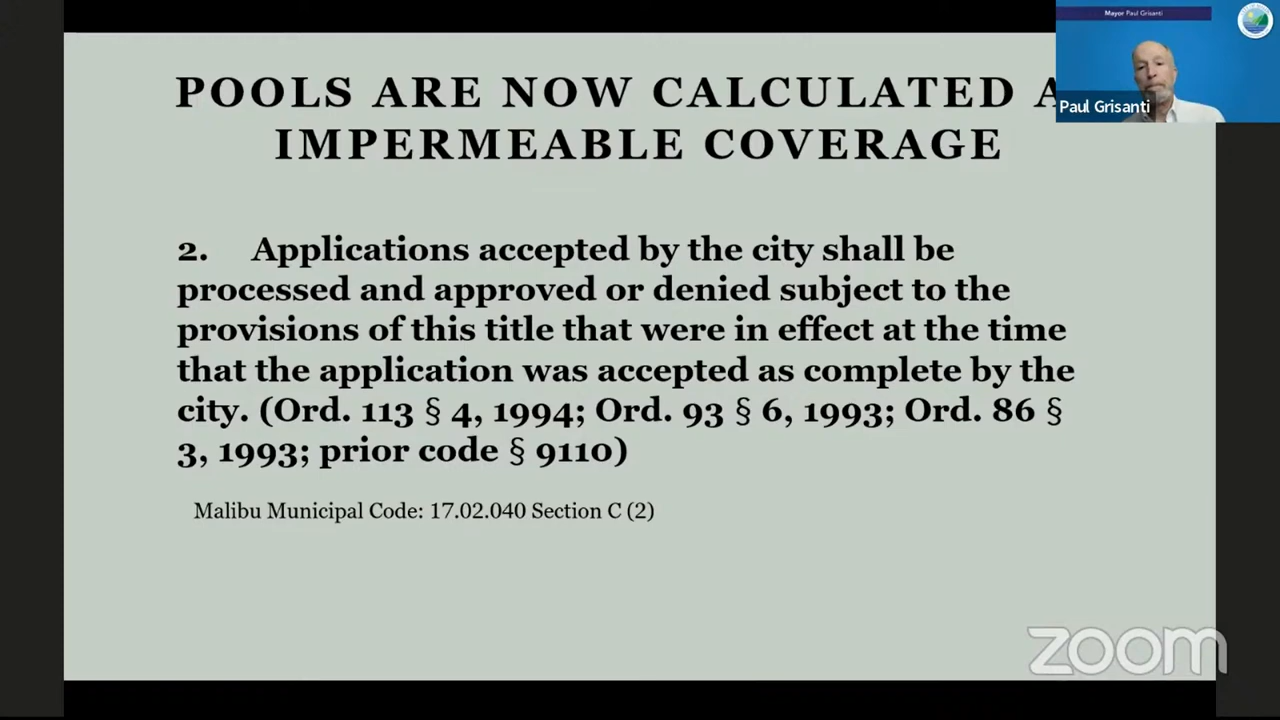 Mayor Paul Grisanti
Paul Grisanti
POOLS ARE NOW CALCULATED
IMPERMEABLE COVERAGE
2. Applications accepted by the city shall be
processed and approved or denied subject to the
provisions of this title that were in effect at the time
that the application was accepted as complete by the
city. (Ord. 113 § 4, 1994; Ord. 93 § 6, 1993; Ord. 86 §
3, 1993; prior code § 9110)
Malibu Municipal Code: 17.02.040 Section C (2)
zoom